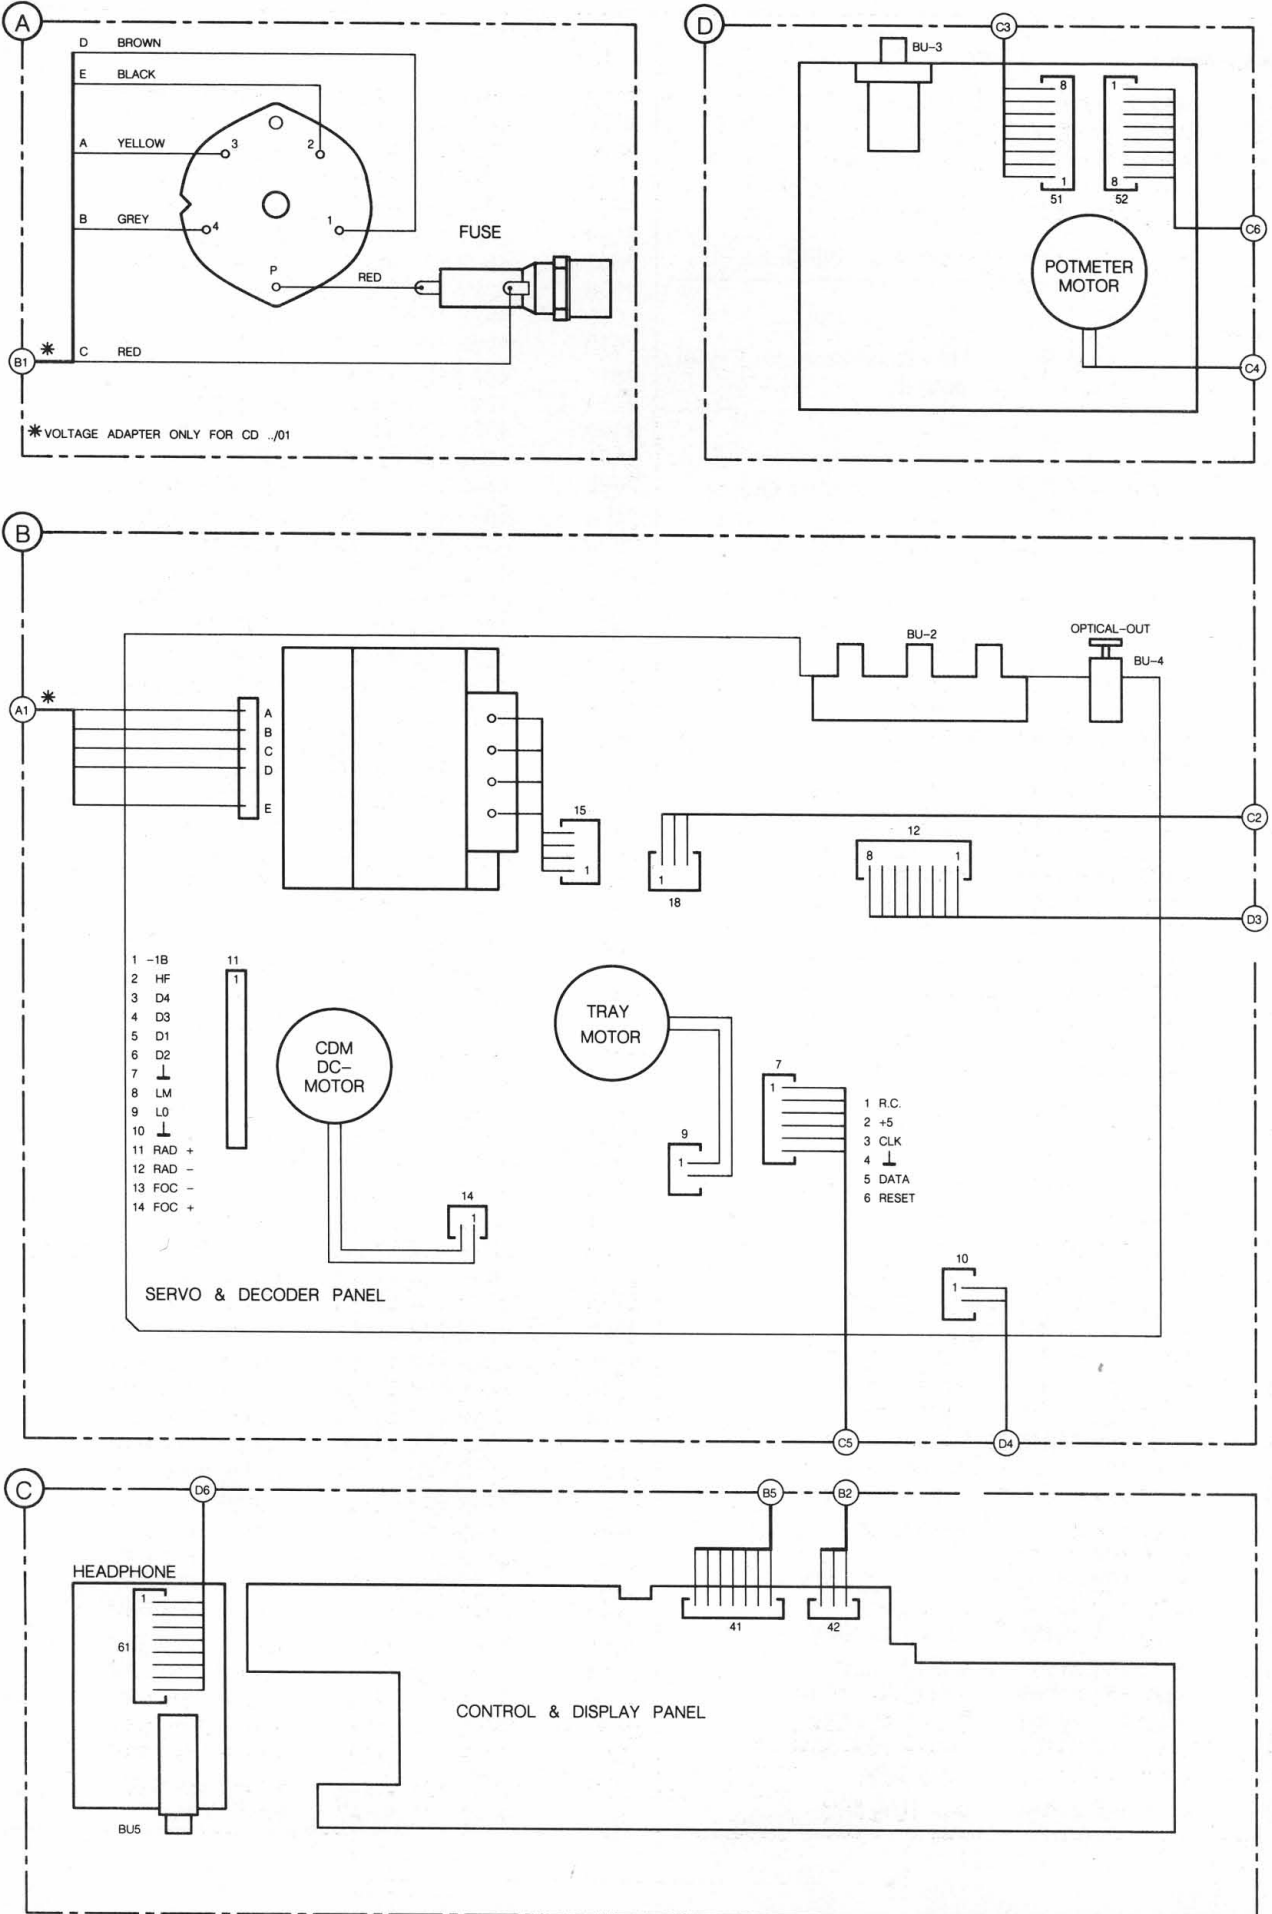 A
D BROWN
E BLACK
A YELLOW
B GREY
3
2
4
1
P
RED
FUSE
B1 *
C RED
* VOLTAGE ADAPTER ONLY FOR CD ../01
D
C3
BU-3
8
1
51
1
8
52
C6
POTMETER
MOTOR
C4
B
A1 *
A
B
C
D
E
15
1
1
18
BU-2
OPTICAL-OUT
BU-4
C2
12
8 1
D3
1 -1B
2 HF
3 D4
4 D3
5 D1
6 D2
7 ⊥
8 LM
9 L0
10 ⊥
11 RAD +
12 RAD -
13 FOC -
14 FOC +
11
1
CDM
DC-
MOTOR
14
1
TRAY
MOTOR
9
1
7
1
1 R.C.
2 +5
3 CLK
4 ⊥
5 DATA
6 RESET
10
1
SERVO & DECODER PANEL
C5
D4
C
D6
B5
B2
HEADPHONE
1
61
BU5
41
42
CONTROL & DISPLAY PANEL